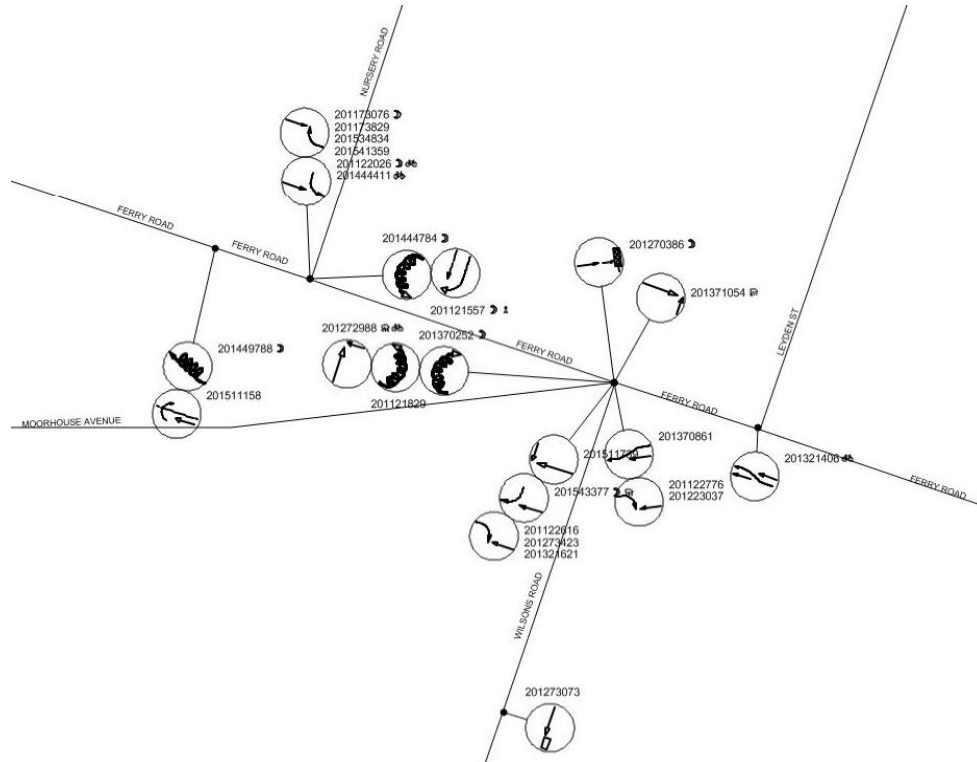 NURSERY ROAD
201173076
201173829
201534834
201541359
201122026
201444411
FERRY ROAD
FERRY ROAD
201444784
201270386
201371054
LEYDEN ST
201121557
201272988
201370252
FERRY ROAD
201449788
201511158
201121829
FERRY ROAD
MOORHOUSE AVENUE
201370861
201511739
201321406
FERRY ROAD
201543377
201122776
201223037
201122616
201273423
201321621
WILSONS ROAD
201273073